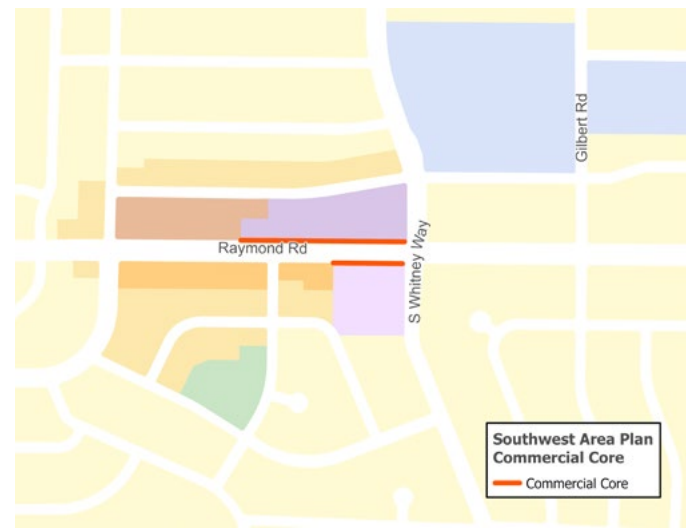 Gilbert Rd
Raymond Rd
S Whitney Way
Southwest Area Plan
Commercial Core
Commercial Core